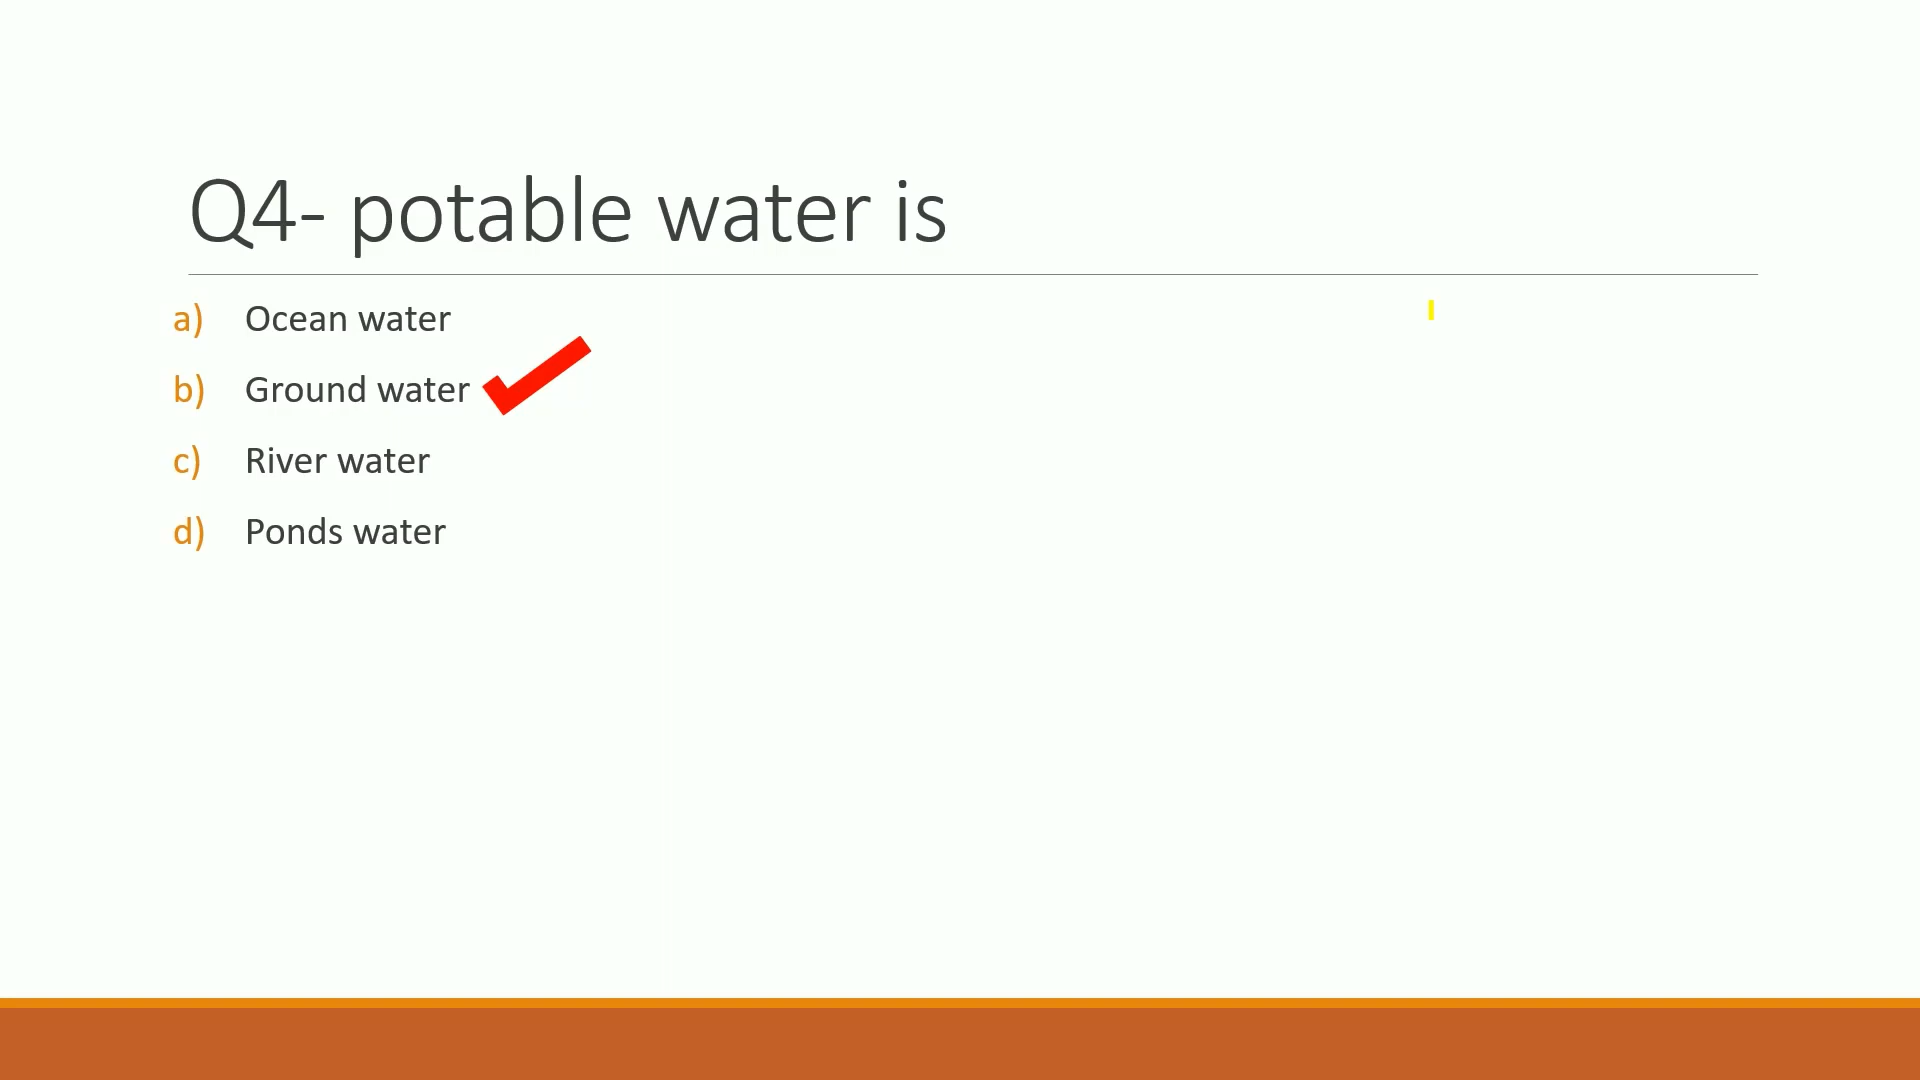 Q4- potable water is
a) Ocean water
b) Ground water
c) River water
d) Ponds water